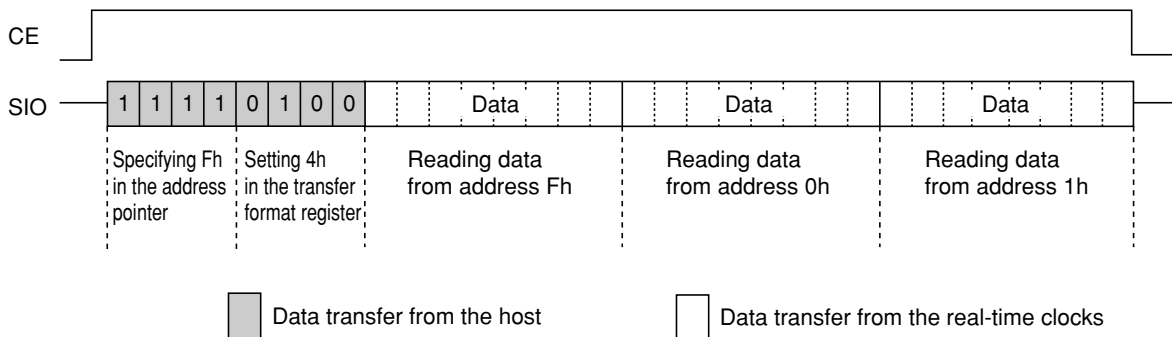 CE
SIO
1 1 1 1 0 1 0 0 Data Data Data
Specifying Fh
in the address
pointer
Setting 4h
in the transfer
format register
Reading data
from address Fh
Reading data
from address 0h
Reading data
from address 1h
Data transfer from the host
Data transfer from the real-time clocks